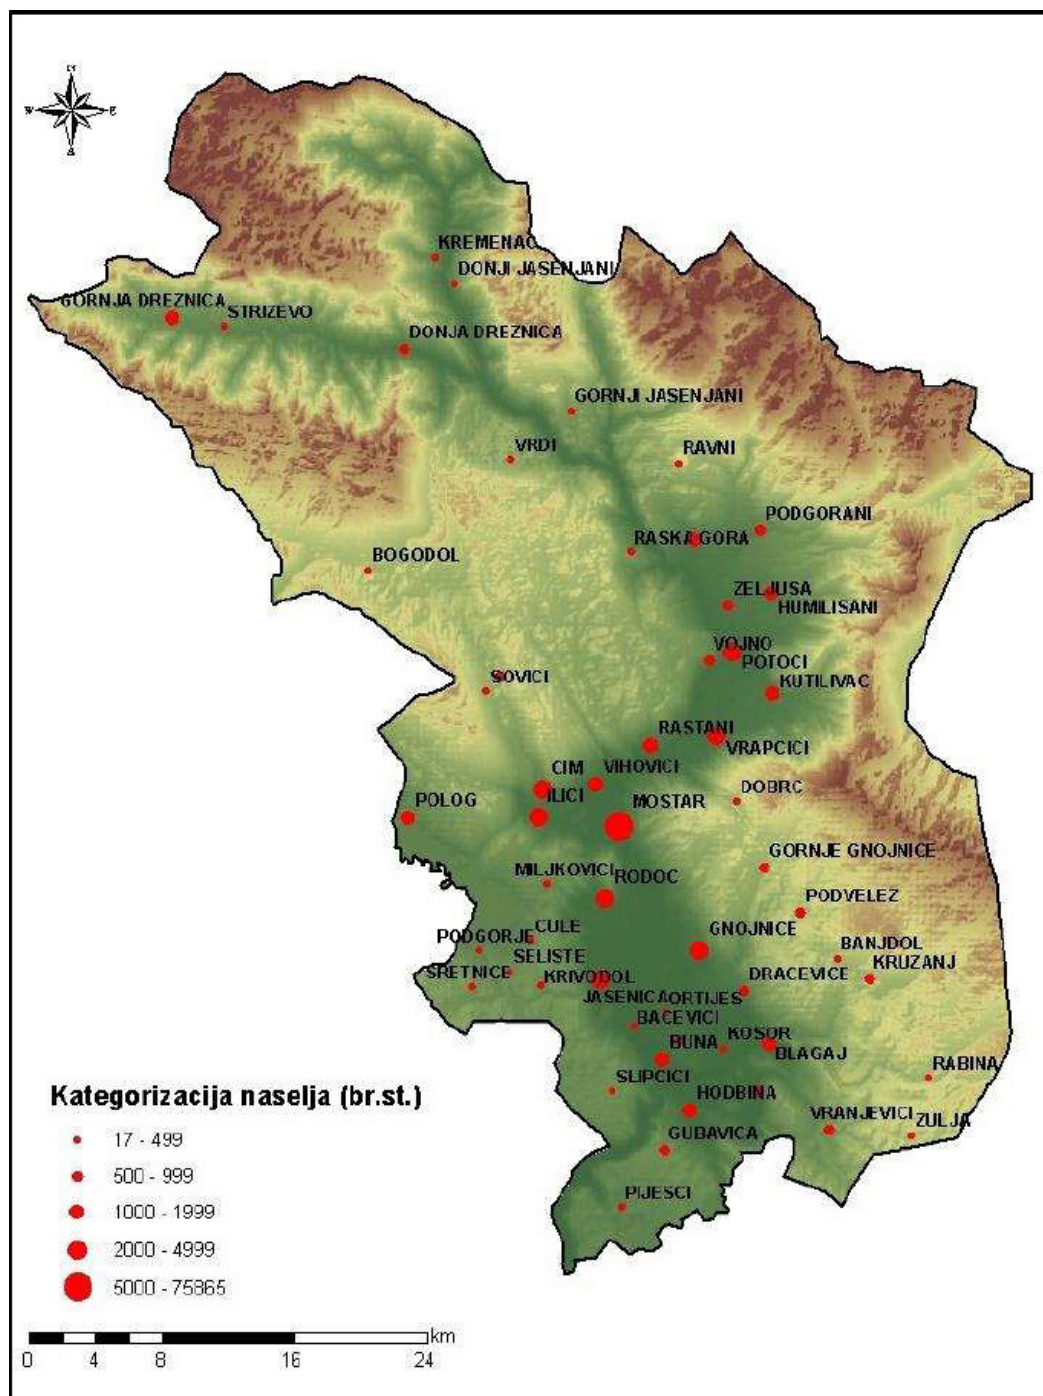 N
W E
KREMENAC
DONJI JASENJANI
GORNJA DREZNICA
STRIZEVO
DONJA DREZNICA
GORNJI JASENJANI
VRDI
RAVNI
PODGORANI
RASKA GORA
BOGODOL
ZELJUSA
HUMILISANI
VOJNO
POTOCI
SOVICI
KUTILIVAC
RASTANI
VRAPCICI
CIM
VIHOVICI
DOBRC
POLOG
ILICI
MOSTAR
GORNJE GNOJNICE
MILJKOVICI
RODOC
PODVELEZ
CULE
GNOJNICE
PODGORJE
BANJDOL
SELISTE
KRUZANJ
SRETNICE
KRIVODOL
DRACEVICE
JASENICA
ORTIJES
BACEVICI
KOSOR
BUNA
BLAGAJ
SLIPCICI
RABINA
HODBINA
VRANJEVICI
ZULJA
GUBAVICA
PIJESCI
Kategorizacija naselja (br.st.)
17 - 499
500 - 999
1000 - 1999
2000 - 4999
5000 - 75865
km
0 4 8 16 24